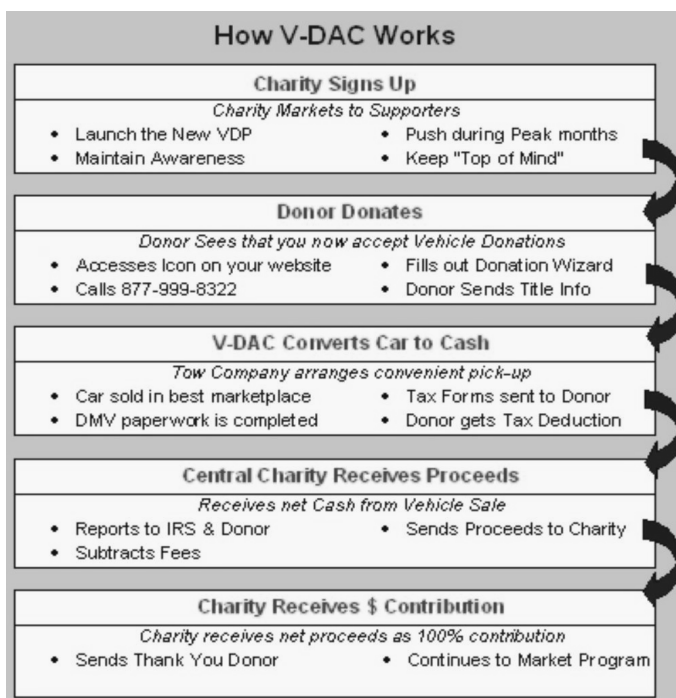 How V-DAC Works
Charity Signs Up
Charity Markets to Supporters
• Launch the New VDP
• Maintain Awareness
• Push during Peak months
• Keep "Top of Mind"
Donor Donates
Donor Sees that you now accept Vehicle Donations
• Accesses Icon on your website
• Calls 877-999-8322
• Fills out Donation Wizard
• Donor Sends Title Info
V-DAC Converts Car to Cash
Tow Company arranges convenient pick-up
• Car sold in best marketplace
• DMV paperwork is completed
• Tax Forms sent to Donor
• Donor gets Tax Deduction
Central Charity Receives Proceeds
Receives net Cash from Vehicle Sale
• Reports to IRS & Donor
• Subtracts Fees
• Sends Proceeds to Charity
Charity Receives $ Contribution
Charity receives net proceeds as 100% contribution
• Sends Thank You Donor
• Continues to Market Program